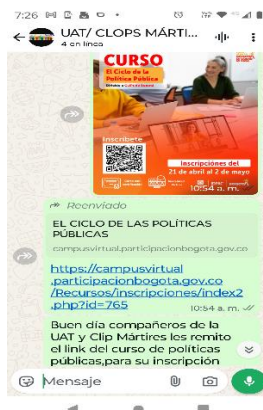 7:26
UAT/ CLOPS MÁRTI...
4 en línea
CURSO
El Ciclo de la
Política Pública
Inscríbete
Inscripciones del
21 de abril al 2 de mayo
10:54 a. m.
Reenviado
EL CICLO DE LAS POLÍTICAS
PÚBLICAS
campusvirtual.participacionbogota.gov.co
https://campusvirtual
.participacionbogota.gov.co
/Recursos/inscripciones/index2
.php?id=765
10:54 a. m.
Buen día compañeros de la
UAT y Clip Mártires les remito
el link del curso de políticas
públicas,para su inscripción
Mensaje